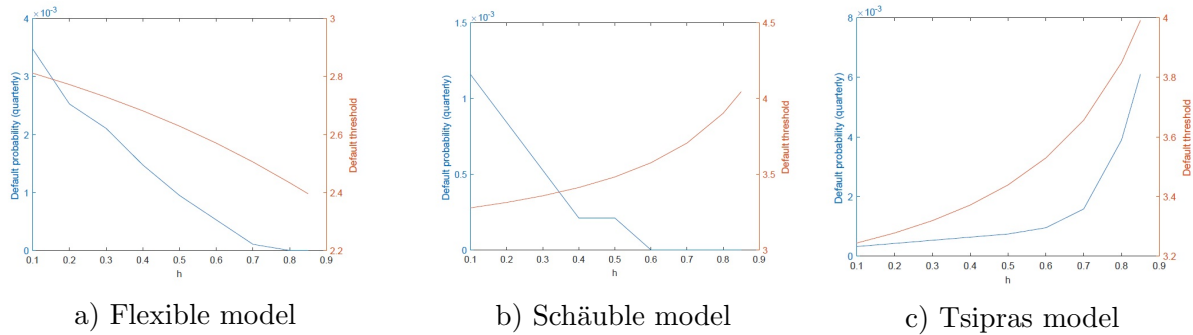 ×10⁻³
Default probability (quarterly)
4
3
2
1
0
0.1 0.2 0.3 0.4 0.5 0.6 0.7 0.8 0.9
h
3
2.8
2.6
2.4
2.2
Default threshold
a) Flexible model
×10⁻³
Default probability (quarterly)
1.5
1
0.5
0
0.1 0.2 0.3 0.4 0.5 0.6 0.7 0.8 0.9
h
4.5
4
3.5
3
Default threshold
b) Schäuble model
×10⁻³
Default probability (quarterly)
8
6
4
2
0
0.1 0.2 0.3 0.4 0.5 0.6 0.7 0.8 0.9
h
4
3.8
3.6
3.4
3.2
Default threshold
c) Tsipras model